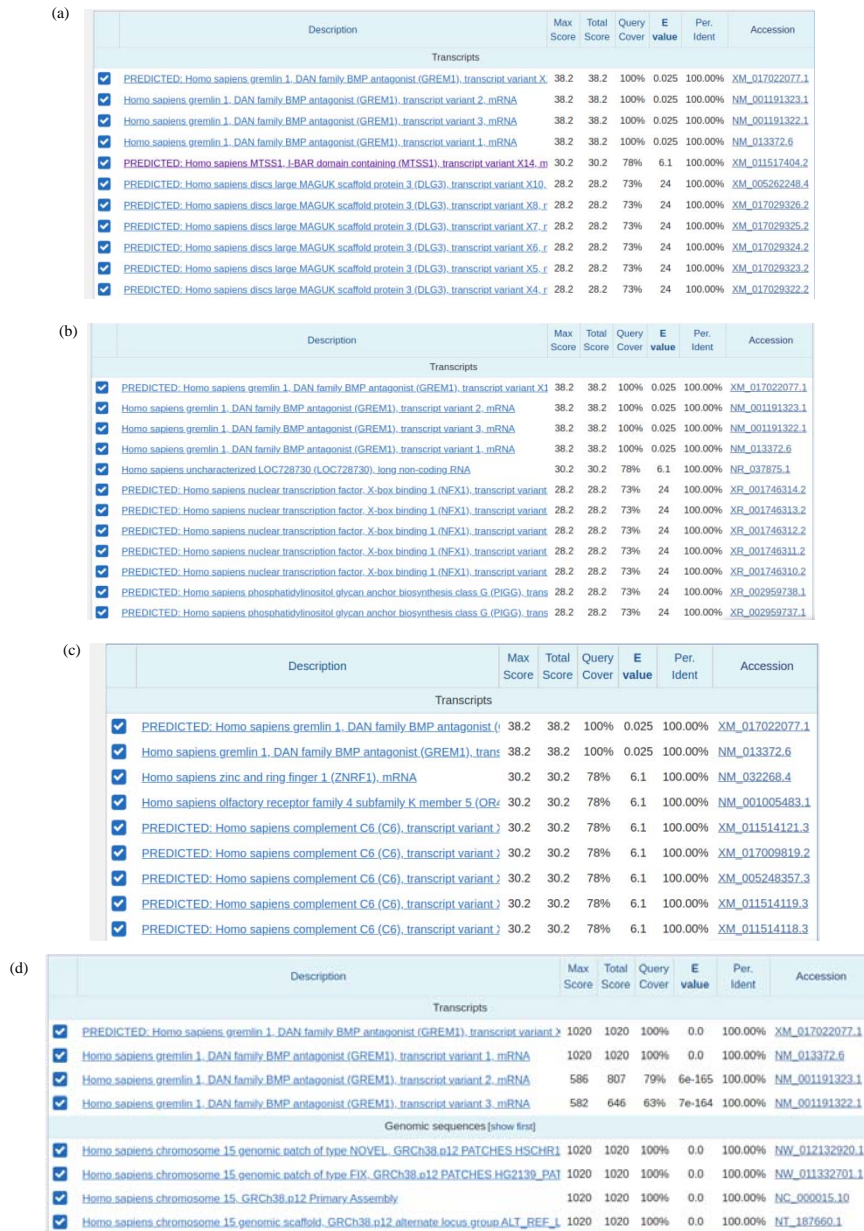 (a)
Description Max Score Total Score Query Cover E value Per. Ident Accession
Transcripts
PREDICTED: Homo sapiens gremlin 1, DAN family BMP antagonist (GREM1), transcript variant X 38.2 38.2 100% 0.025 100.00% XM_017022077.1
Homo sapiens gremlin 1, DAN family BMP antagonist (GREM1), transcript variant 2, mRNA 38.2 38.2 100% 0.025 100.00% NM_001191323.1
Homo sapiens gremlin 1, DAN family BMP antagonist (GREM1), transcript variant 3, mRNA 38.2 38.2 100% 0.025 100.00% NM_001191322.1
Homo sapiens gremlin 1, DAN family BMP antagonist (GREM1), transcript variant 1, mRNA 38.2 38.2 100% 0.025 100.00% NM_013372.6
PREDICTED: Homo sapiens MTSS1, I-BAR domain containing (MTSS1), transcript variant X14, m 30.2 30.2 78% 6.1 100.00% XM_011517404.2
PREDICTED: Homo sapiens discs large MAGUK scaffold protein 3 (DLG3), transcript variant X10, 28.2 28.2 73% 24 100.00% XM_005262248.4
PREDICTED: Homo sapiens discs large MAGUK scaffold protein 3 (DLG3), transcript variant X8, r 28.2 28.2 73% 24 100.00% XM_017029326.2
PREDICTED: Homo sapiens discs large MAGUK scaffold protein 3 (DLG3), transcript variant X7, r 28.2 28.2 73% 24 100.00% XM_017029325.2
PREDICTED: Homo sapiens discs large MAGUK scaffold protein 3 (DLG3), transcript variant X6, r 28.2 28.2 73% 24 100.00% XM_017029324.2
PREDICTED: Homo sapiens discs large MAGUK scaffold protein 3 (DLG3), transcript variant X5, r 28.2 28.2 73% 24 100.00% XM_017029323.2
PREDICTED: Homo sapiens discs large MAGUK scaffold protein 3 (DLG3), transcript variant X4, r 28.2 28.2 73% 24 100.00% XM_017029322.2
(b)
Description Max Score Total Score Query Cover E value Per. Ident Accession
Transcripts
PREDICTED: Homo sapiens gremlin 1, DAN family BMP antagonist (GREM1), transcript variant X1 38.2 38.2 100% 0.025 100.00% XM_017022077.1
Homo sapiens gremlin 1, DAN family BMP antagonist (GREM1), transcript variant 2, mRNA 38.2 38.2 100% 0.025 100.00% NM_001191323.1
Homo sapiens gremlin 1, DAN family BMP antagonist (GREM1), transcript variant 3, mRNA 38.2 38.2 100% 0.025 100.00% NM_001191322.1
Homo sapiens gremlin 1, DAN family BMP antagonist (GREM1), transcript variant 1, mRNA 38.2 38.2 100% 0.025 100.00% NM_013372.6
Homo sapiens uncharacterized LOC728730 (LOC728730), long non-coding RNA 30.2 30.2 78% 6.1 100.00% NR_037875.1
PREDICTED: Homo sapiens nuclear transcription factor, X-box binding 1 (NFX1), transcript variant 28.2 28.2 73% 24 100.00% XR_001746314.2
PREDICTED: Homo sapiens nuclear transcription factor, X-box binding 1 (NFX1), transcript variant 28.2 28.2 73% 24 100.00% XR_001746313.2
PREDICTED: Homo sapiens nuclear transcription factor, X-box binding 1 (NFX1), transcript variant 28.2 28.2 73% 24 100.00% XR_001746312.2
PREDICTED: Homo sapiens nuclear transcription factor, X-box binding 1 (NFX1), transcript variant 28.2 28.2 73% 24 100.00% XR_001746311.2
PREDICTED: Homo sapiens nuclear transcription factor, X-box binding 1 (NFX1), transcript variant 28.2 28.2 73% 24 100.00% XR_001746310.2
PREDICTED: Homo sapiens phosphatidylinositol glycan anchor biosynthesis class G (PIGG), trans 28.2 28.2 73% 24 100.00% XR_002959738.1
PREDICTED: Homo sapiens phosphatidylinositol glycan anchor biosynthesis class G (PIGG), trans 28.2 28.2 73% 24 100.00% XR_002959737.1
(c)
Description Max Score Total Score Query Cover E value Per. Ident Accession
Transcripts
PREDICTED: Homo sapiens gremlin 1, DAN family BMP antagonist ( 38.2 38.2 100% 0.025 100.00% XM_017022077.1
Homo sapiens gremlin 1, DAN family BMP antagonist (GREM1), trans 38.2 38.2 100% 0.025 100.00% NM_013372.6
Homo sapiens zinc and ring finger 1 (ZNRF1), mRNA 30.2 30.2 78% 6.1 100.00% NM_032268.4
Homo sapiens olfactory receptor family 4 subfamily K member 5 (OR4 30.2 30.2 78% 6.1 100.00% NM_001005483.1
PREDICTED: Homo sapiens complement C6 (C6), transcript variant X 30.2 30.2 78% 6.1 100.00% XM_011514121.3
PREDICTED: Homo sapiens complement C6 (C6), transcript variant X 30.2 30.2 78% 6.1 100.00% XM_017009819.2
PREDICTED: Homo sapiens complement C6 (C6), transcript variant X 30.2 30.2 78% 6.1 100.00% XM_005248357.3
PREDICTED: Homo sapiens complement C6 (C6), transcript variant X 30.2 30.2 78% 6.1 100.00% XM_011514119.3
PREDICTED: Homo sapiens complement C6 (C6), transcript variant X 30.2 30.2 78% 6.1 100.00% XM_011514118.3
(d)
Description Max Score Total Score Query Cover E value Per. Ident Accession
Transcripts
PREDICTED: Homo sapiens gremlin 1, DAN family BMP antagonist (GREM1), transcript variant X 1020 1020 100% 0.0 100.00% XM_017022077.1
Homo sapiens gremlin 1, DAN family BMP antagonist (GREM1), transcript variant 1, mRNA 1020 1020 100% 0.0 100.00% NM_013372.6
Homo sapiens gremlin 1, DAN family BMP antagonist (GREM1), transcript variant 2, mRNA 586 807 79% 6e-165 100.00% NM_001191323.1
Homo sapiens gremlin 1, DAN family BMP antagonist (GREM1), transcript variant 3, mRNA 582 646 63% 7e-164 100.00% NM_001191322.1
Genomic sequences [show first]
Homo sapiens chromosome 15 genomic patch of type NOVEL, GRCh38.p12 PATCHES HSCHR1 1020 1020 100% 0.0 100.00% NW_012132920.1
Homo sapiens chromosome 15 genomic patch of type FIX, GRCh38.p12 PATCHES HG2139_PAT 1020 1020 100% 0.0 100.00% NW_011332701.1
Homo sapiens chromosome 15, GRCh38.p12 Primary Assembly 1020 1020 100% 0.0 100.00% NC_000015.10
Homo sapiens chromosome 15 genomic scaffold, GRCh38.p12 alternate locus group ALT_REF_L 1020 1020 100% 0.0 100.00% NT_187660.1